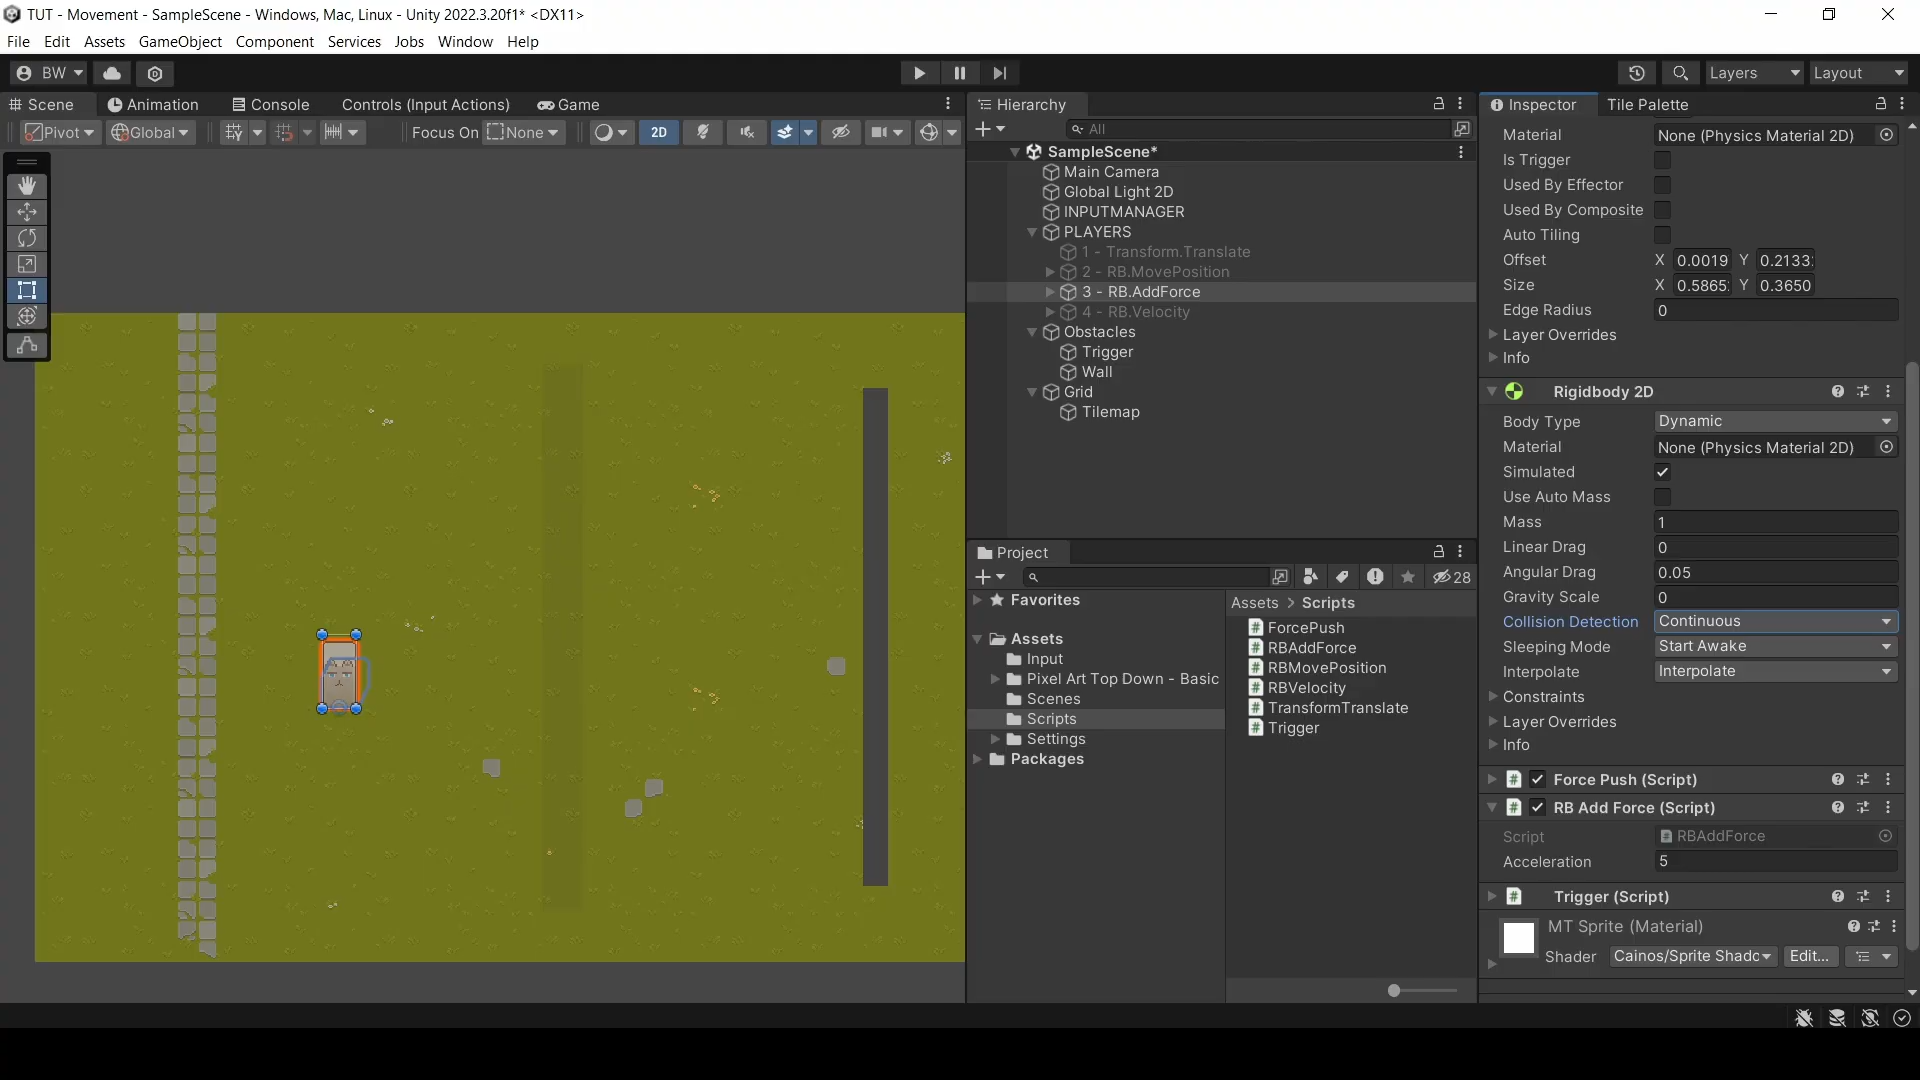 TUT - Movement - SampleScene - Windows, Mac, Linux - Unity 2022.3.20f1* <DX11>
File Edit Assets GameObject Component Services Jobs Window Help
BW
Layers Layout
Scene Animation Console Controls (Input Actions) Game
Pivot Global Focus On None 2D
Hierarchy
All
SampleScene*
Main Camera
Global Light 2D
INPUTMANAGER
PLAYERS
1 - Transform.Translate
2 - RB.MovePosition
3 - RB.AddForce
4 - RB.Velocity
Obstacles
Trigger
Wall
Grid
Tilemap
Project
28
Favorites
Assets
Input
Pixel Art Top Down - Basic
Scenes
Scripts
Settings
Packages
Assets > Scripts
ForcePush
RBAddForce
RBMovePosition
RBVelocity
TransformTranslate
Trigger
Inspector Tile Palette
Material None (Physics Material 2D)
Is Trigger
Used By Effector
Used By Composite
Auto Tiling
Offset X 0.0019 Y 0.2133
Size X 0.5865 Y 0.3650
Edge Radius 0
Layer Overrides
Info
Rigidbody 2D
Body Type Dynamic
Material None (Physics Material 2D)
Simulated
Use Auto Mass
Mass 1
Linear Drag 0
Angular Drag 0.05
Gravity Scale 0
Collision Detection Continuous
Sleeping Mode Start Awake
Interpolate Interpolate
Constraints
Layer Overrides
Info
# Force Push (Script)
# RB Add Force (Script)
Script RBAddForce
Acceleration 5
# Trigger (Script)
MT Sprite (Material)
Shader Cainos/Sprite Shadc Edit...